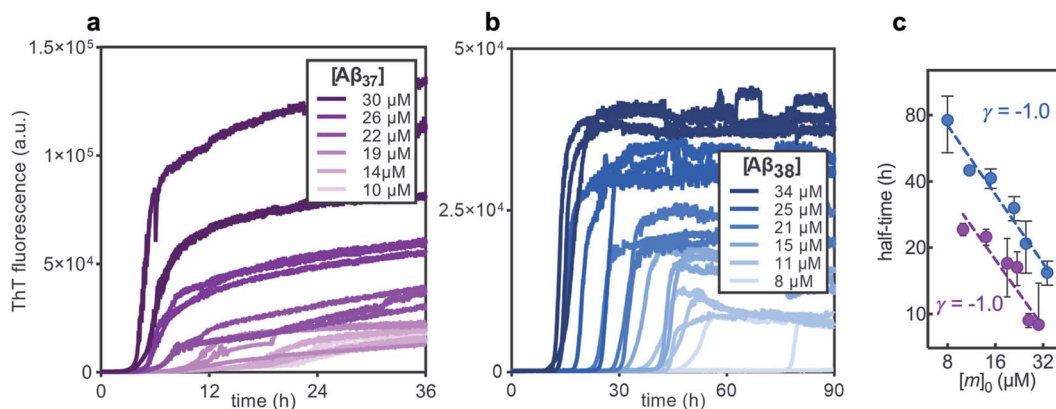 a
1.5×10⁵
1×10⁵
5×10⁴
0
ThT fluorescence (a.u.)
[Aβ37]
30 µM
26 µM
22 µM
19 µM
14µM
10 µM
0
12
24
36
time (h)
b
5×10⁴
2.5×10⁴
0
[Aβ38]
34 µM
25 µM
21 µM
15 µM
11 µM
8 µM
0
30
60
90
time (h)
c
80
40
20
10
half-time (h)
γ = -1.0
γ = -1.0
8
16
32
[m]0 (µM)